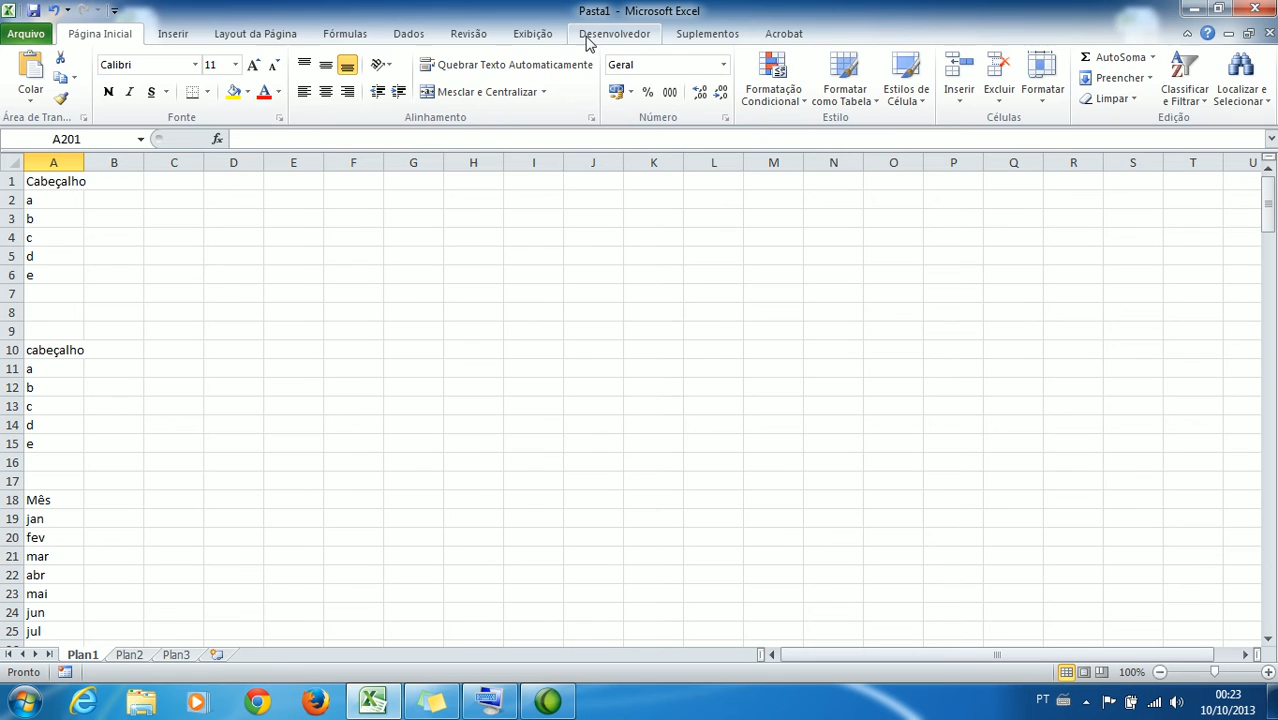 Pasta1 - Microsoft Excel
Arquivo Página Inicial Inserir Layout da Página Fórmulas Dados Revisão Exibição Desenvolvedor Suplementos Acrobat
Colar
Calibri 11
N I S
Quebrar Texto Automaticamente
Mesclar e Centralizar
Geral
% 000
Formatação Condicional
Formatar como Tabela
Estilos de Célula
Inserir Excluir Formatar
AutoSoma
Preencher
Limpar
Classificar e Filtrar
Localizar e Selecionar
Área de Tran... Fonte Alinhamento Número Estilo Células Edição
A201 fx
A B C D E F G H I J K L M N O P Q R S T U
1 Cabeçalho
2 a
3 b
4 c
5 d
6 e
7
8
9
10 cabeçalho
11 a
12 b
13 c
14 d
15 e
16
17
18 Mês
19 jan
20 fev
21 mar
22 abr
23 mai
24 jun
25 jul
Plan1 Plan2 Plan3
Pronto 100%
PT 00:23
10/10/2013